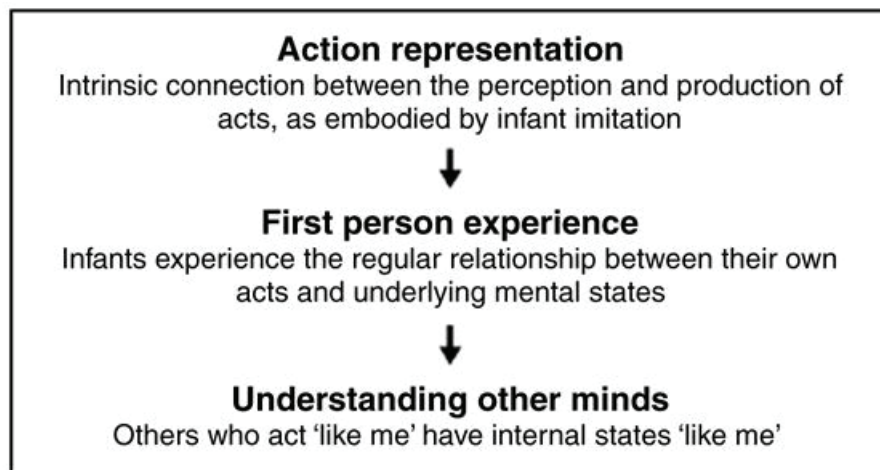 Action representation
Intrinsic connection between the perception and production of
acts, as embodied by infant imitation
First person experience
Infants experience the regular relationship between their own
acts and underlying mental states
Understanding other minds
Others who act ‘like me’ have internal states ‘like me’